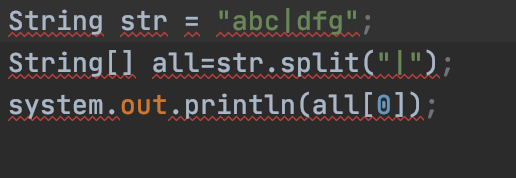 String str = "abc|dfg";
String[] all=str.split("|");
system.out.println(all[0]);